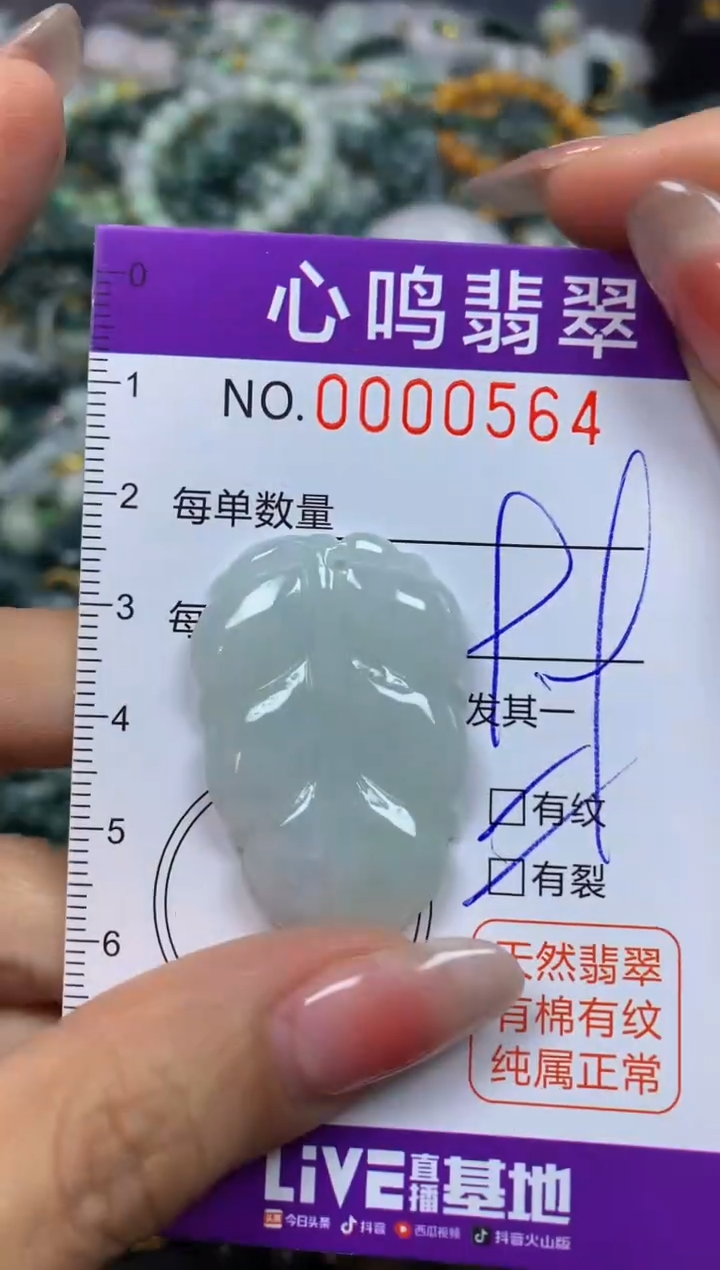 0
心鸣翡翠
1
NO.0000564
2
每单数量
3
每
4
发其一
5
有纹
有裂
6
天然翡翠
有棉有纹
纯属正常
LiVE直播基地
头条 今日头条 抖音 西瓜视频 抖音火山版